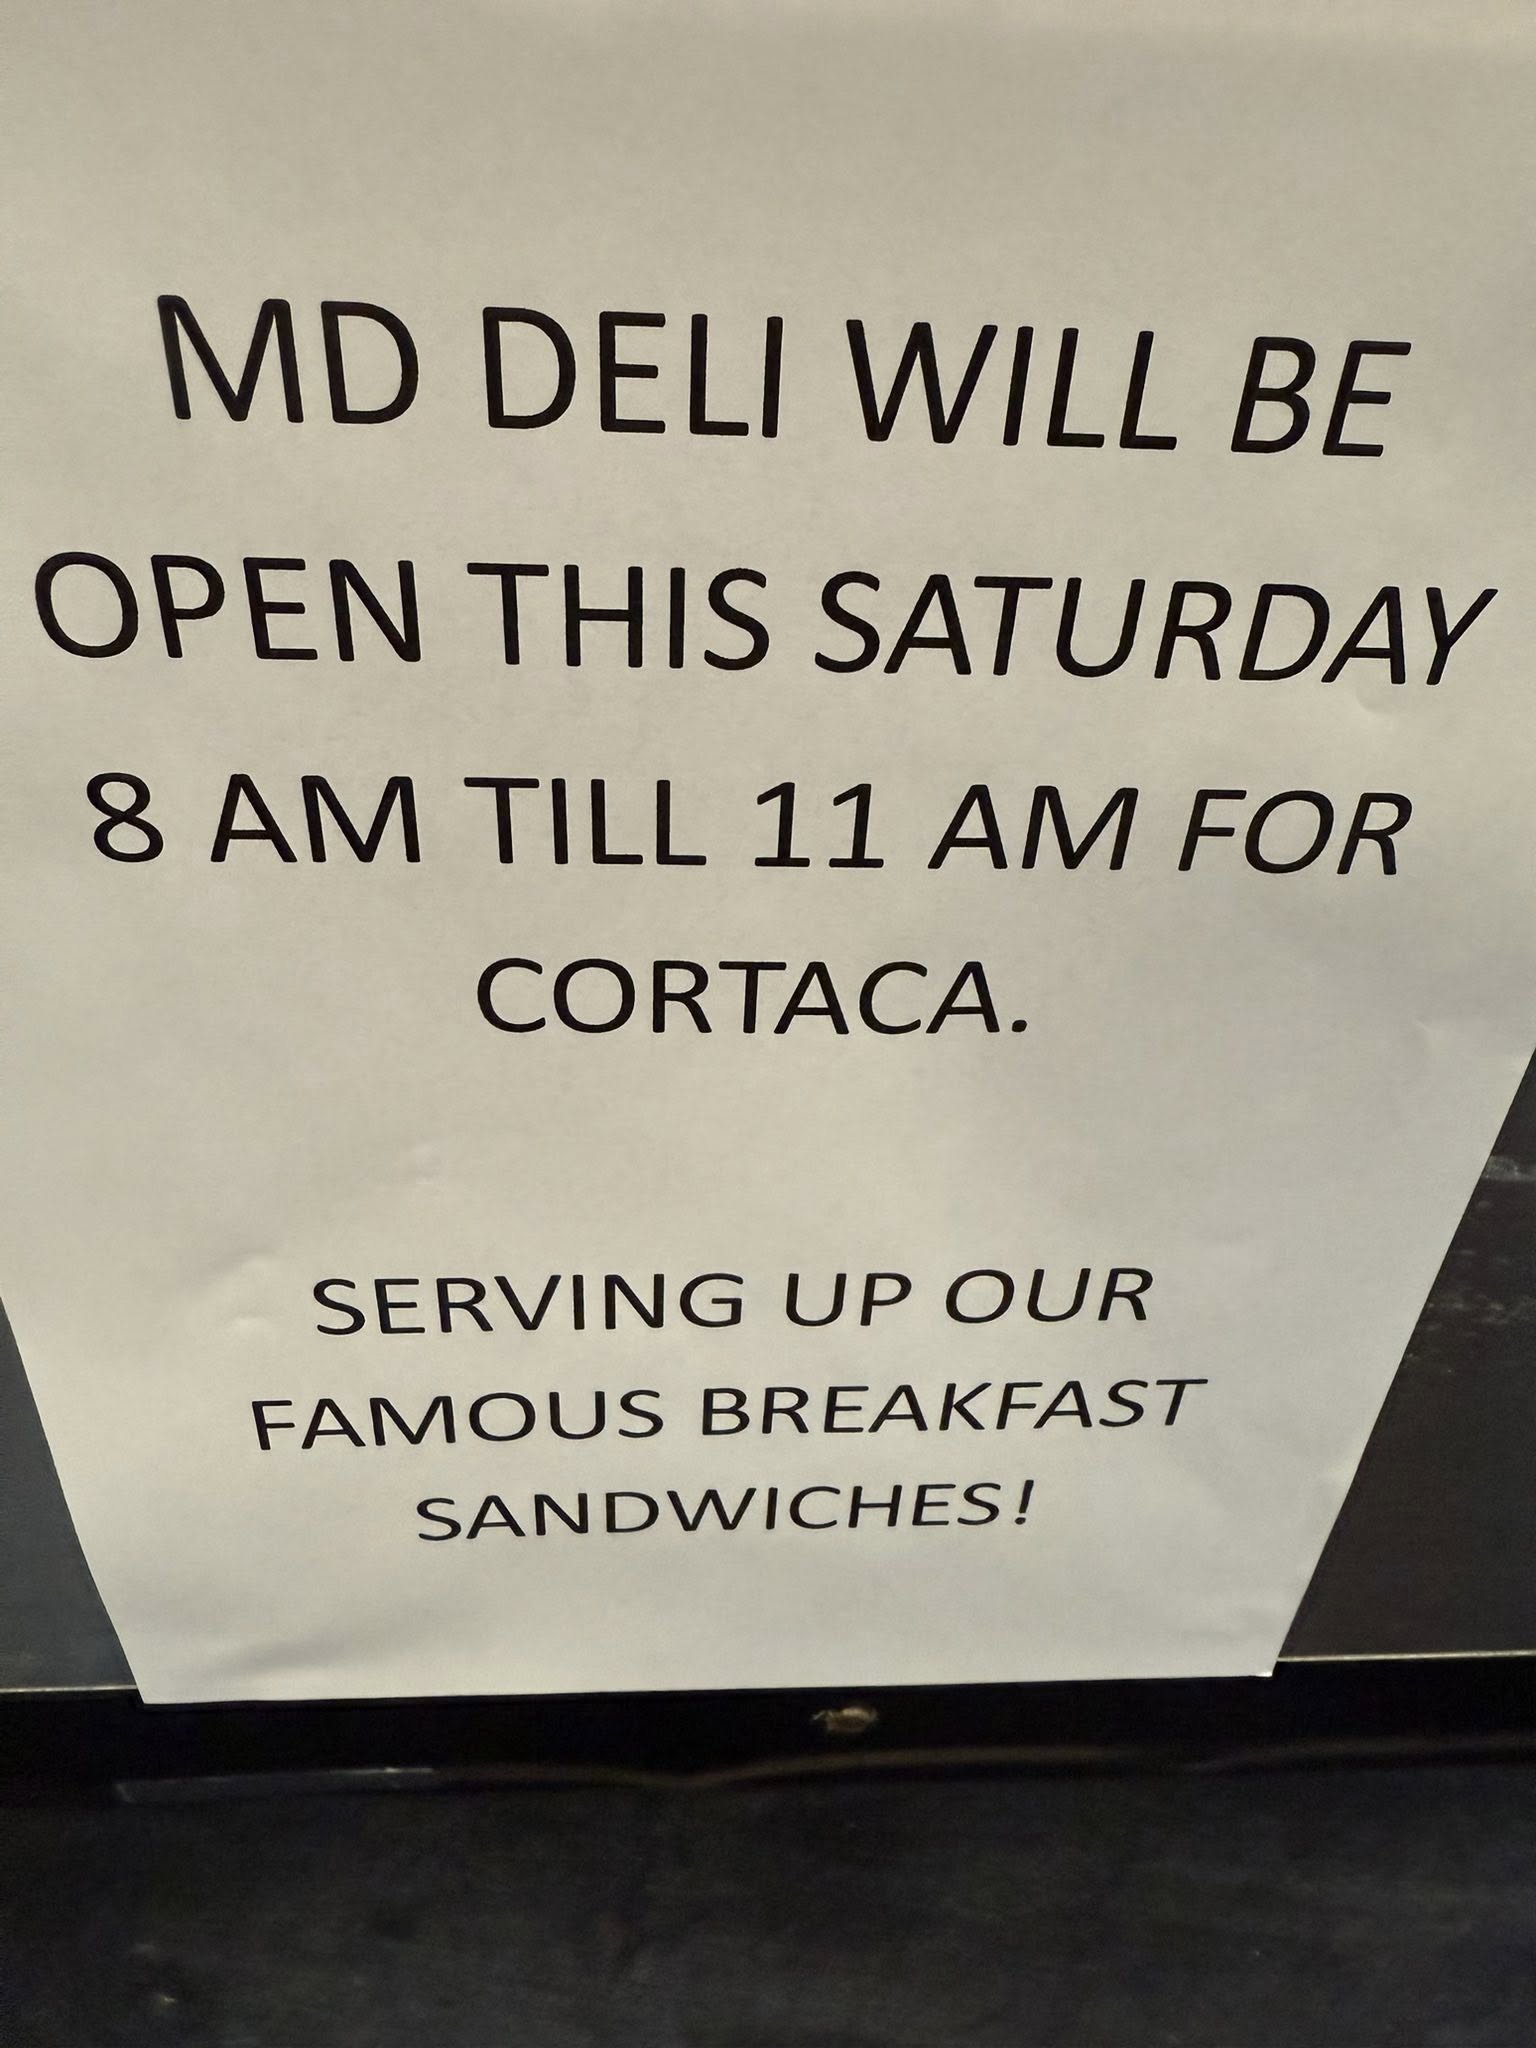 MD DELI WILL BE
OPEN THIS SATURDAY
8 AM TILL 11 AM FOR
CORTACA.
SERVING UP OUR
FAMOUS BREAKFAST
SANDWICHES!